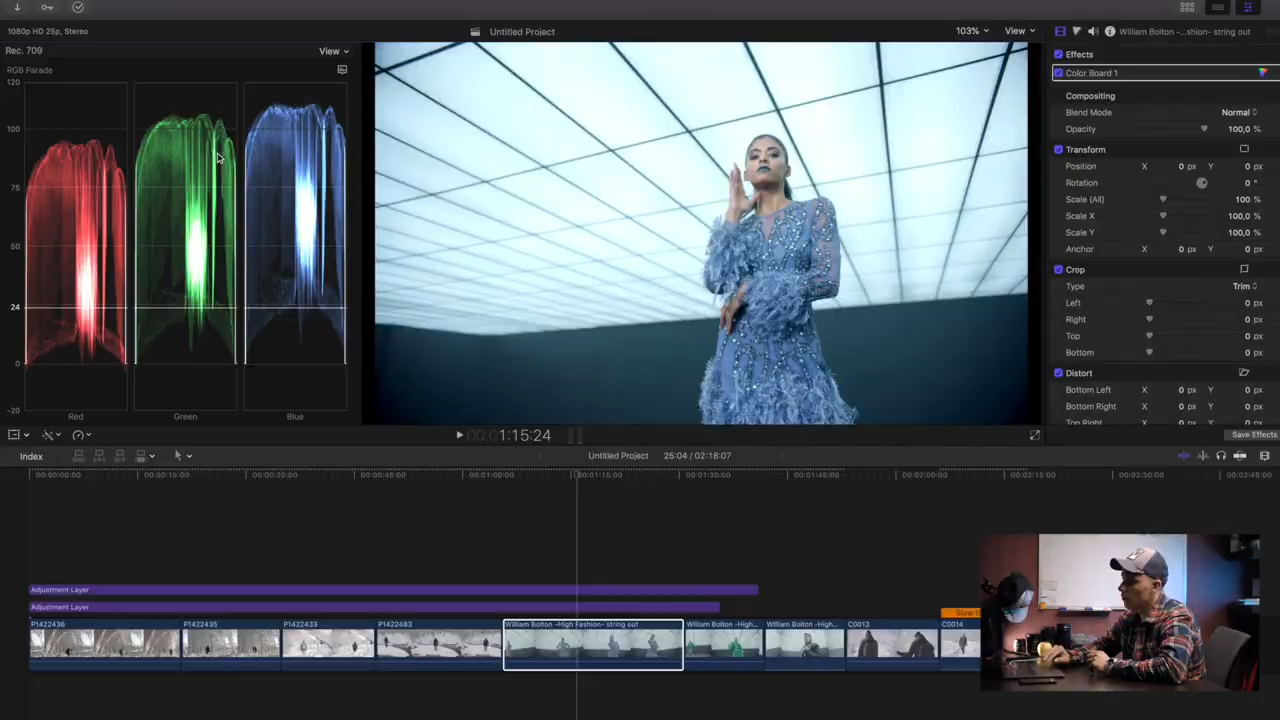 1080p HD 25p, Stereo
Untitled Project
103%
View
William Bolton -...shion- string out
Rec. 709
View
RGB Parade
120
100
75
50
24
0
-20
Red
Green
Blue
Effects
Color Board 1
Compositing
Blend Mode
Normal
Opacity
100,0 %
Transform
Position
X
0 px
Y
0 px
Rotation
0 °
Scale (All)
100 %
Scale X
100,0 %
Scale Y
100,0 %
Anchor
X
0 px
Y
0 px
Crop
Type
Trim
Left
0 px
Right
0 px
Top
0 px
Bottom
0 px
Distort
Bottom Left
X
0 px
Y
0 px
Bottom Right
X
0 px
Y
0 px
Top Right
Save Effects
00:00:01:15:24
Index
Untitled Project
25:04 / 02:18:07
00:00:00:00
00:00:15:00
00:00:30:00
00:00:45:00
00:01:00:00
00:01:15:00
00:01:30:00
00:01:45:00
00:02:00:00
00:02:15:00
00:02:30:00
00:02:45:00
Adjustment Layer
Adjustment Layer
P1422436
P1422435
P1422433
P1422483
William Bolton -High Fashion- string out
William Bolton -High...
William Bolton -High...
C0013
C0014
Slow (